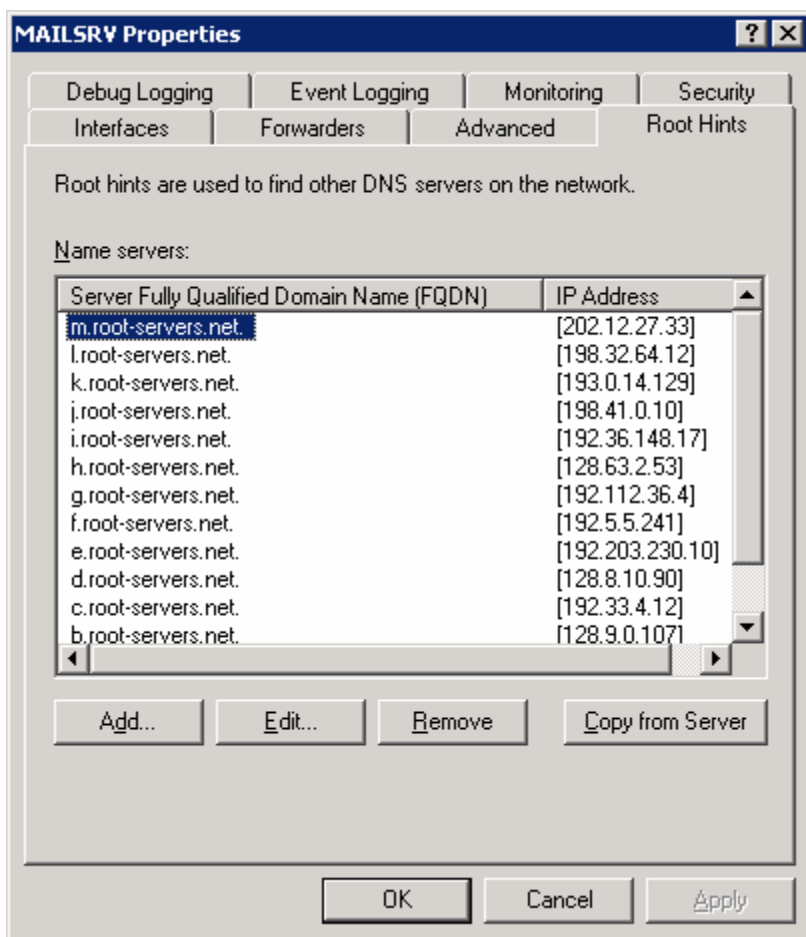 MAILSRV Properties
Debug Logging Event Logging Monitoring Security
Interfaces Forwarders Advanced Root Hints
Root hints are used to find other DNS servers on the network.
Name servers:
Server Fully Qualified Domain Name (FQDN) IP Address
m.root-servers.net. [202.12.27.33]
l.root-servers.net. [198.32.64.12]
k.root-servers.net. [193.0.14.129]
j.root-servers.net. [198.41.0.10]
i.root-servers.net. [192.36.148.17]
h.root-servers.net. [128.63.2.53]
g.root-servers.net. [192.112.36.4]
f.root-servers.net. [192.5.5.241]
e.root-servers.net. [192.203.230.10]
d.root-servers.net. [128.8.10.90]
c.root-servers.net. [192.33.4.12]
b.root-servers.net. [128.9.0.107]
Add... Edit... Remove Copy from Server
OK Cancel Apply